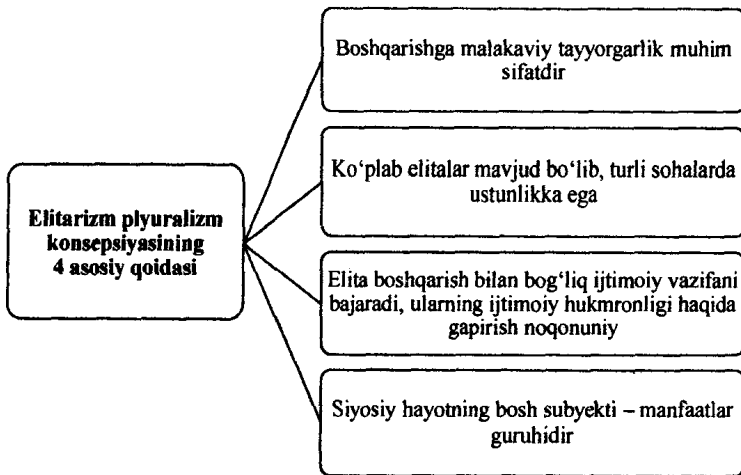 Boshqarishga malakaviy tayyorgarlik muhim
sifatdir
Elitarizm plyuralizm
konsepsiyasining
4 asosiy qoidasi
Ko‘plab elitalar mavjud bo‘lib, turli sohalarda
ustunlikka ega
Elita boshqarish bilan bog‘liq ijtimoiy vazifani
bajaradi, ularning ijtimoiy hukmronligi haqida
gapirish noqonuniy
Siyosiy hayotning bosh subyekti – manfaatlar
guruhidir